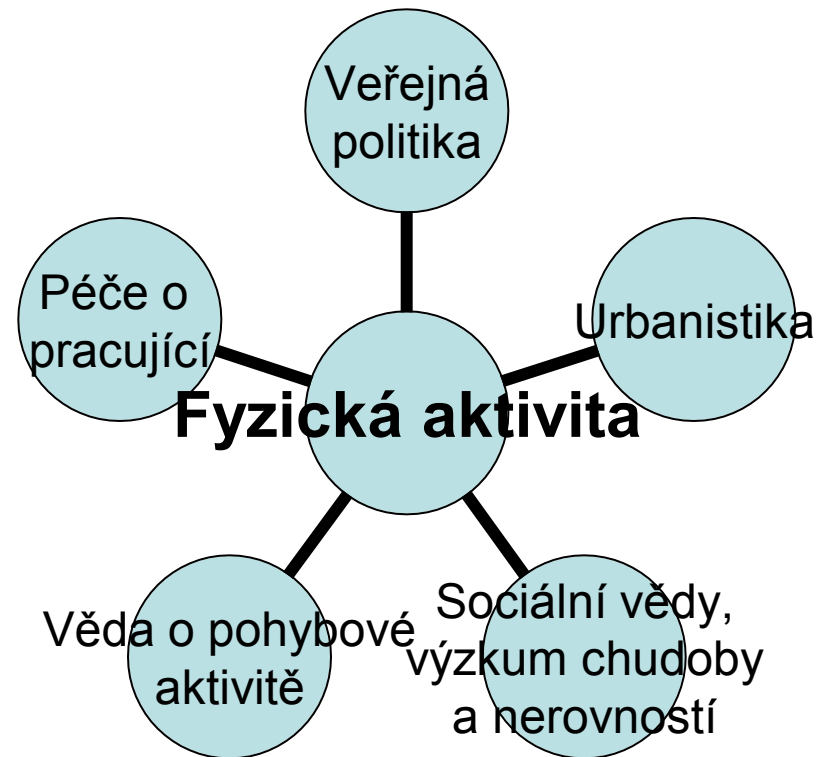 Veřejná
politika
Péče o
pracující
Urbanistika
Fyzická aktivita
Věda o pohybové
aktivitě
Sociální vědy,
výzkum chudoby
a nerovností